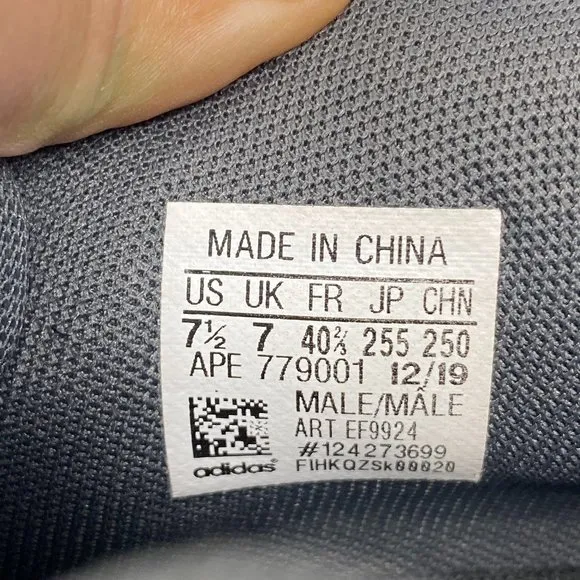 MADE IN CHINA
US UK FR JP CHN
7½ 7 40⅔ 255 250
APE 779001 12/19
MALE/MÂLE
ART EF9924
#124273699
adidas FIHKQZSk00020